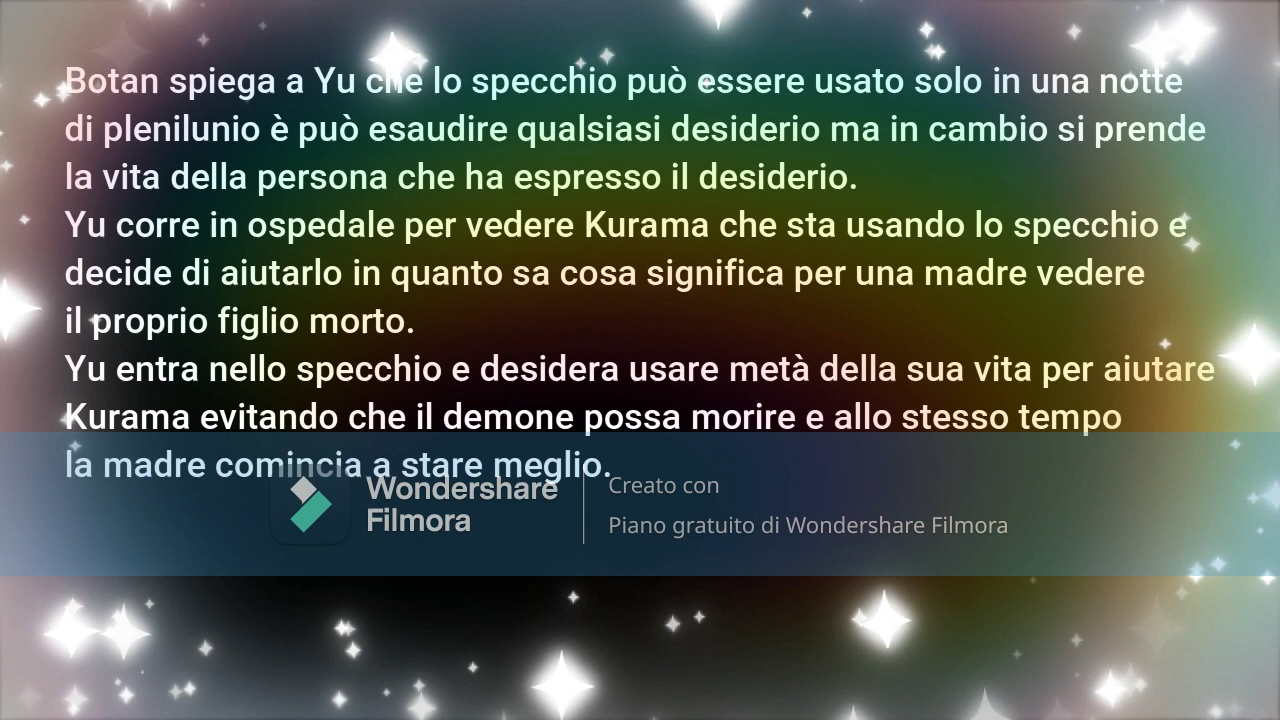 Botan spiega a Yu che lo specchio può essere usato solo in una notte
di plenilunio è può esaudire qualsiasi desiderio ma in cambio si prende
la vita della persona che ha espresso il desiderio.
Yu corre in ospedale per vedere Kurama che sta usando lo specchio e
decide di aiutarlo in quanto sa cosa significa per una madre vedere
il proprio figlio morto.
Yu entra nello specchio e desidera usare metà della sua vita per aiutare
Kurama evitando che il demone possa morire e allo stesso tempo
la madre comincia a stare meglio.
Wondershare
Filmora
Creato con
Piano gratuito di Wondershare Filmora